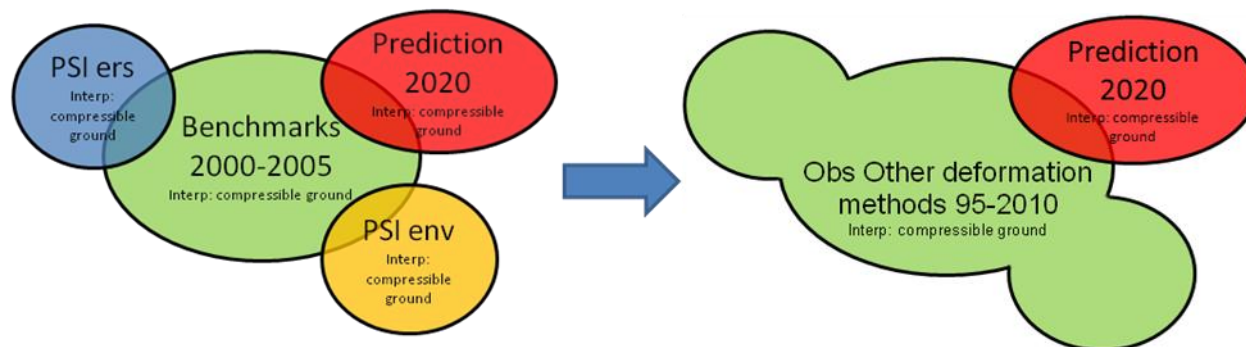 PSI ers
Interp:
compressible
ground
Benchmarks
2000-2005
Interp: compressible ground
Prediction
2020
Interp: compressible
ground
PSI env
Interp:
compressible
ground
Obs Other deformation
methods 95-2010
Interp: compressible ground
Prediction
2020
Interp: compressible
ground